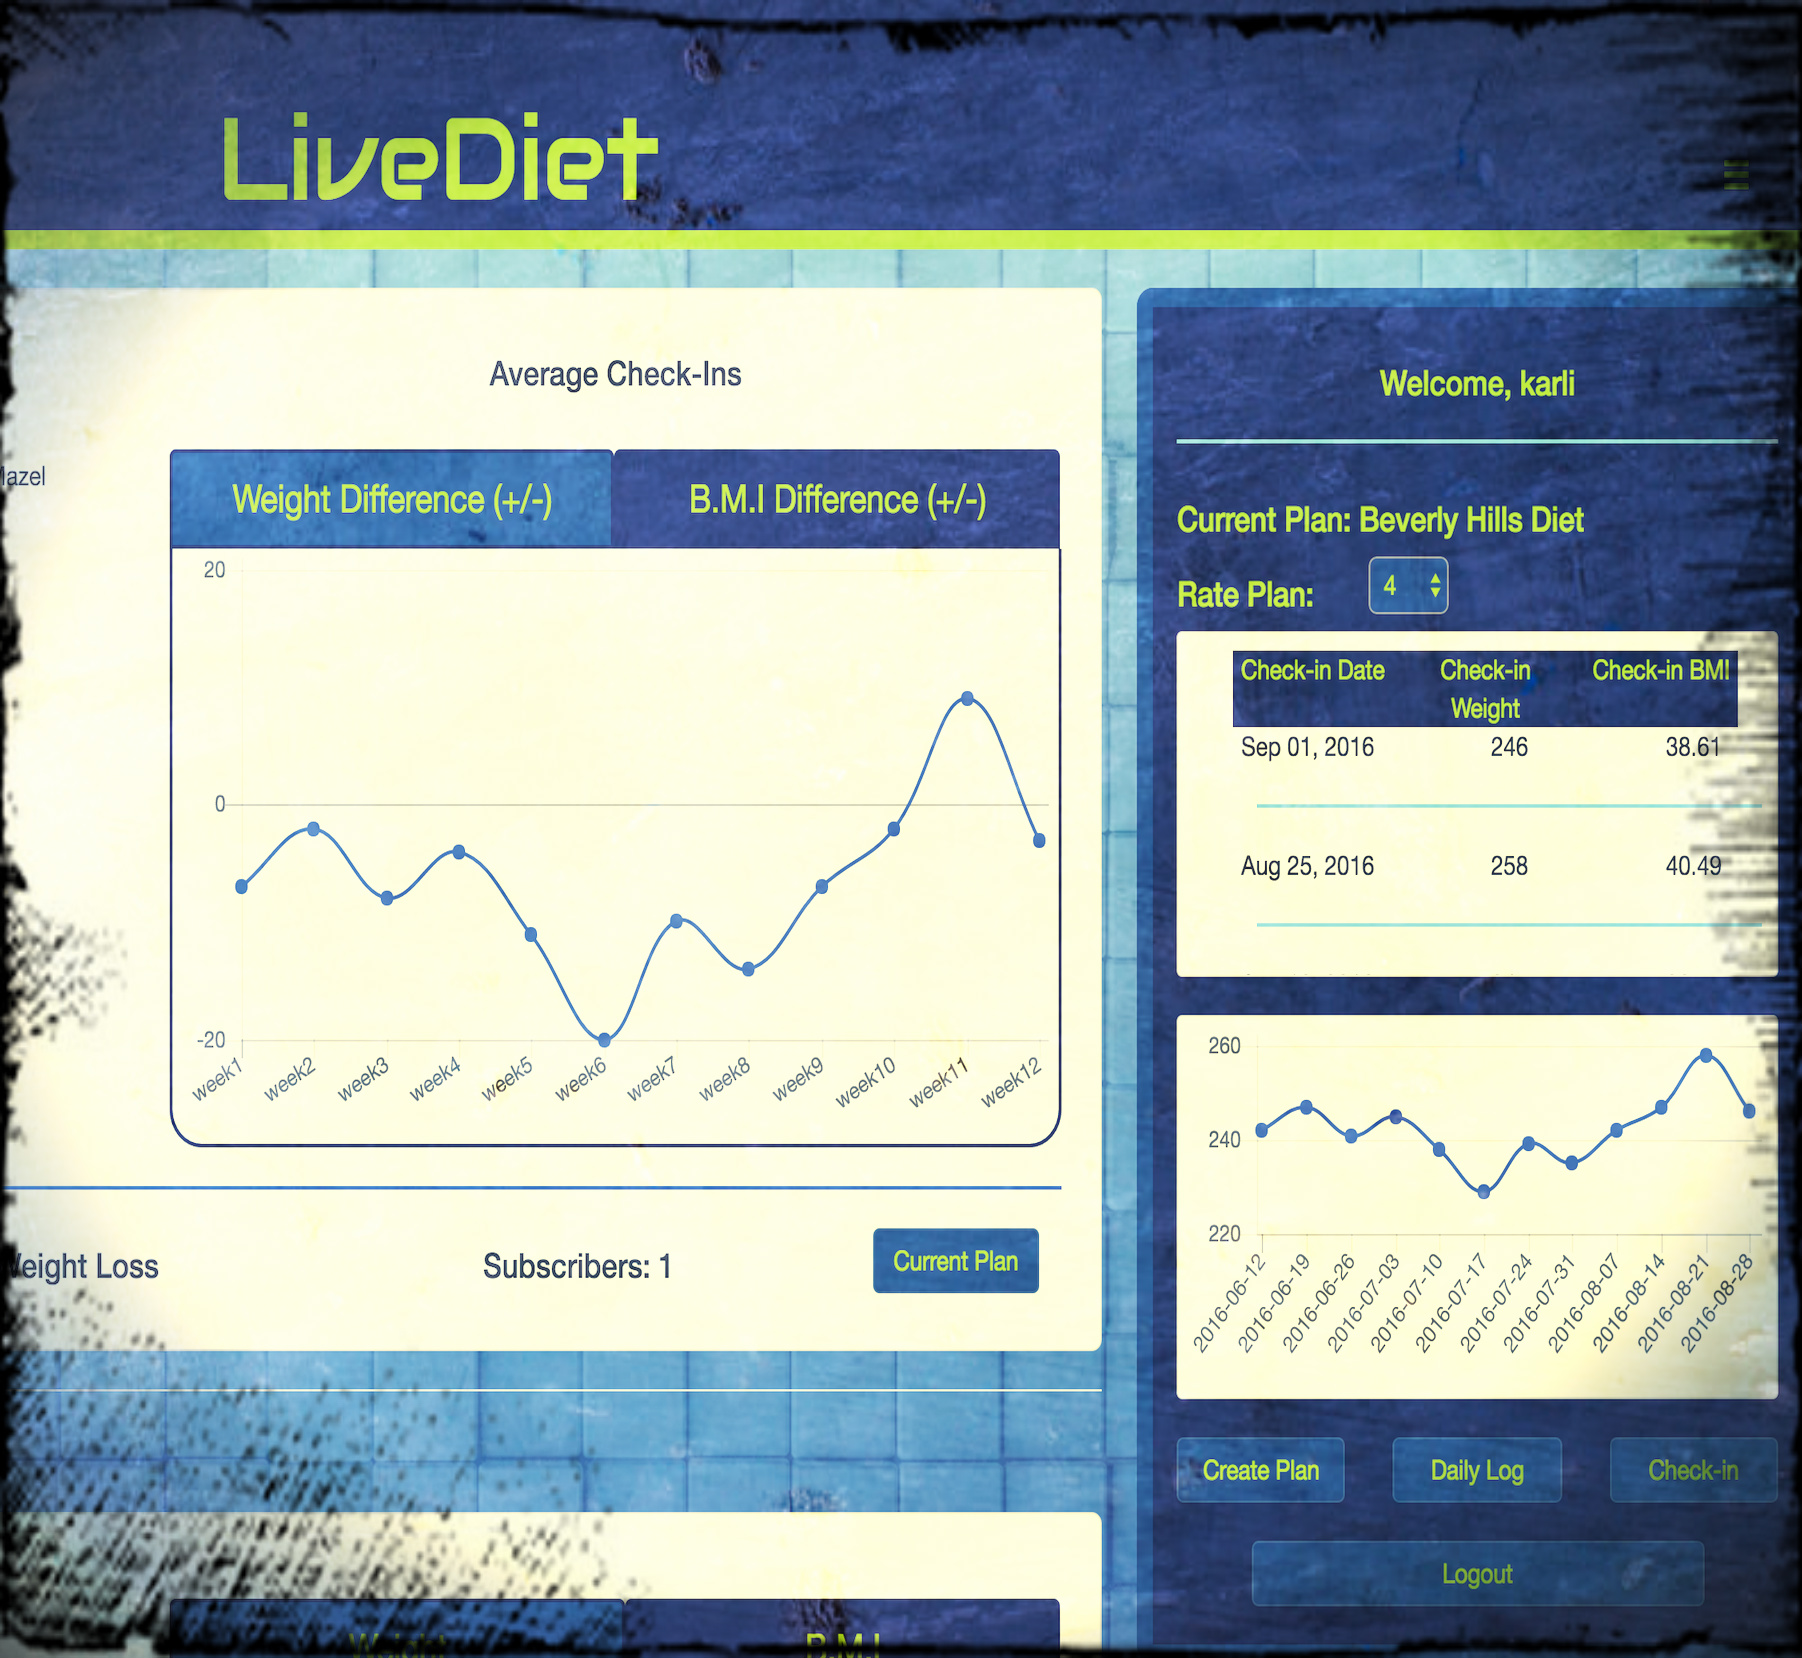 LiveDiet
Average Check-Ins
Weight Difference (+/-)
B.M.I Difference (+/-)
20
0
-20
week1
week2
week3
week4
week5
week6
week7
week8
week9
week10
week11
week12
Weight Loss
Subscribers: 1
Current Plan
Weight
B.M.I
Welcome, karli
Current Plan: Beverly Hills Diet
Rate Plan: 4
Check-in Date Check-in Weight Check-in BMI
Sep 01, 2016 246 38.61
Aug 25, 2016 258 40.49
260
240
220
2016-06-12
2016-06-19
2016-06-26
2016-07-03
2016-07-10
2016-07-17
2016-07-24
2016-07-31
2016-08-07
2016-08-14
2016-08-21
2016-08-28
Create Plan
Daily Log
Check-in
Logout